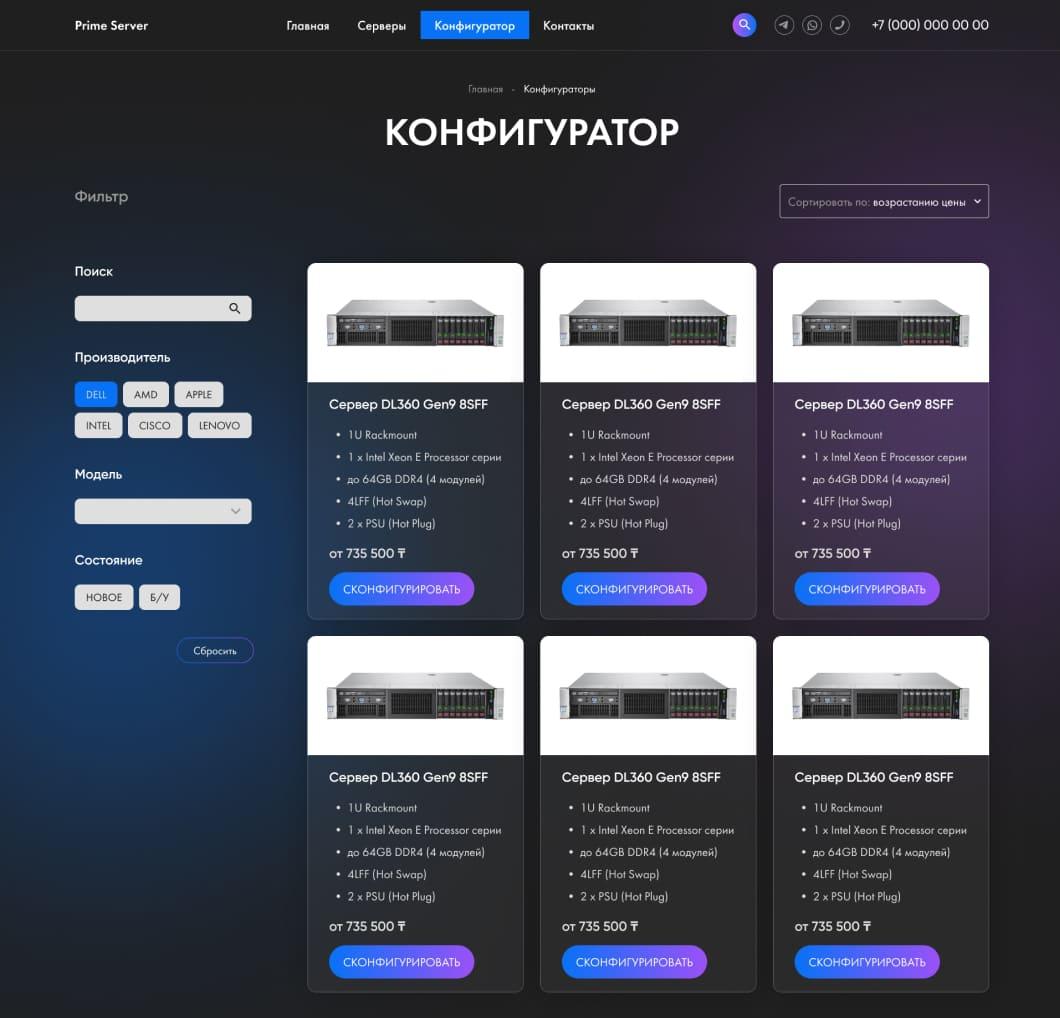 Prime Server
Главная
Серверы
Конфигуратор
Контакты
+7 (000) 000 00 00
Главная - Конфигураторы
КОНФИГУРАТОР
Фильтр
Сортировать по: возрастанию цены
Поиск
Производитель
DELL
AMD
APPLE
INTEL
CISCO
LENOVO
Модель
Состояние
НОВОЕ
Б/У
Сбросить
Сервер DL360 Gen9 8SFF
• 1U Rackmount
• 1 x Intel Xeon E Processor серии
• до 64GB DDR4 (4 модулей)
• 4LFF (Hot Swap)
• 2 x PSU (Hot Plug)
от 735 500 ₸
СКОНФИГУРИРОВАТЬ
Сервер DL360 Gen9 8SFF
• 1U Rackmount
• 1 x Intel Xeon E Processor серии
• до 64GB DDR4 (4 модулей)
• 4LFF (Hot Swap)
• 2 x PSU (Hot Plug)
от 735 500 ₸
СКОНФИГУРИРОВАТЬ
Сервер DL360 Gen9 8SFF
• 1U Rackmount
• 1 x Intel Xeon E Processor серии
• до 64GB DDR4 (4 модулей)
• 4LFF (Hot Swap)
• 2 x PSU (Hot Plug)
от 735 500 ₸
СКОНФИГУРИРОВАТЬ
Сервер DL360 Gen9 8SFF
• 1U Rackmount
• 1 x Intel Xeon E Processor серии
• до 64GB DDR4 (4 модулей)
• 4LFF (Hot Swap)
• 2 x PSU (Hot Plug)
от 735 500 ₸
СКОНФИГУРИРОВАТЬ
Сервер DL360 Gen9 8SFF
• 1U Rackmount
• 1 x Intel Xeon E Processor серии
• до 64GB DDR4 (4 модулей)
• 4LFF (Hot Swap)
• 2 x PSU (Hot Plug)
от 735 500 ₸
СКОНФИГУРИРОВАТЬ
Сервер DL360 Gen9 8SFF
• 1U Rackmount
• 1 x Intel Xeon E Processor серии
• до 64GB DDR4 (4 модулей)
• 4LFF (Hot Swap)
• 2 x PSU (Hot Plug)
от 735 500 ₸
СКОНФИГУРИРОВАТЬ